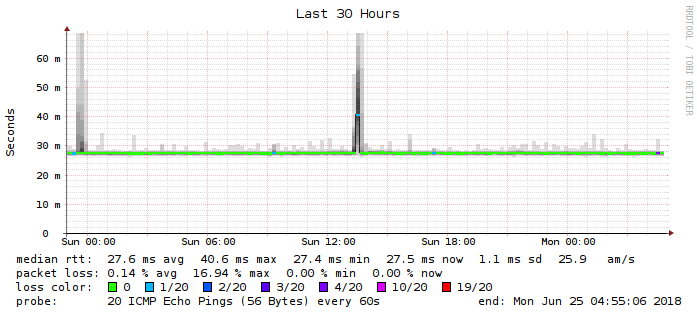 Last 30 Hours
RRDTOOL / TOBI OETIKER
Seconds
60 m
50 m
40 m
30 m
20 m
10 m
0
Sun 00:00 Sun 06:00 Sun 12:00 Sun 18:00 Mon 00:00
median rtt: 27.6 ms avg 40.6 ms max 27.4 ms min 27.5 ms now 1.1 ms sd 25.9 am/s
packet loss: 0.14 % avg 16.94 % max 0.00 % min 0.00 % now
loss color: 0 1/20 2/20 3/20 4/20 10/20 19/20
probe: 20 ICMP Echo Pings (56 Bytes) every 60s end: Mon Jun 25 04:55:06 2018